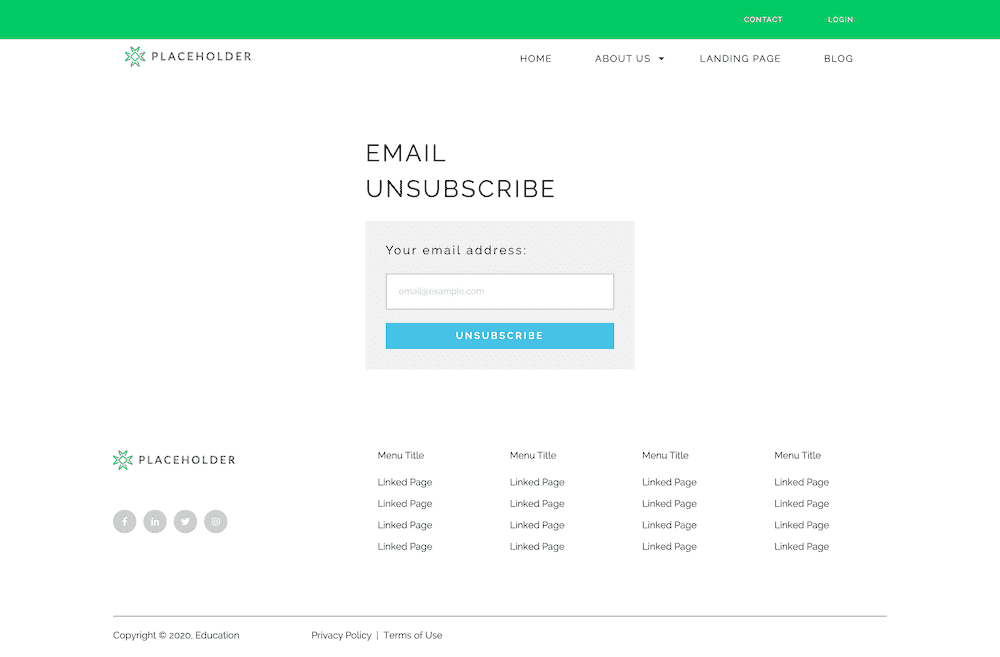 CONTACT LOGIN
PLACEHOLDER
HOME ABOUT US LANDING PAGE BLOG
EMAIL
UNSUBSCRIBE
Your email address:
email@example.com
UNSUBSCRIBE
PLACEHOLDER
Menu Title Menu Title Menu Title Menu Title
Linked Page Linked Page Linked Page Linked Page
Linked Page Linked Page Linked Page Linked Page
Linked Page Linked Page Linked Page Linked Page
Linked Page Linked Page Linked Page Linked Page
Copyright © 2020, Education Privacy Policy | Terms of Use